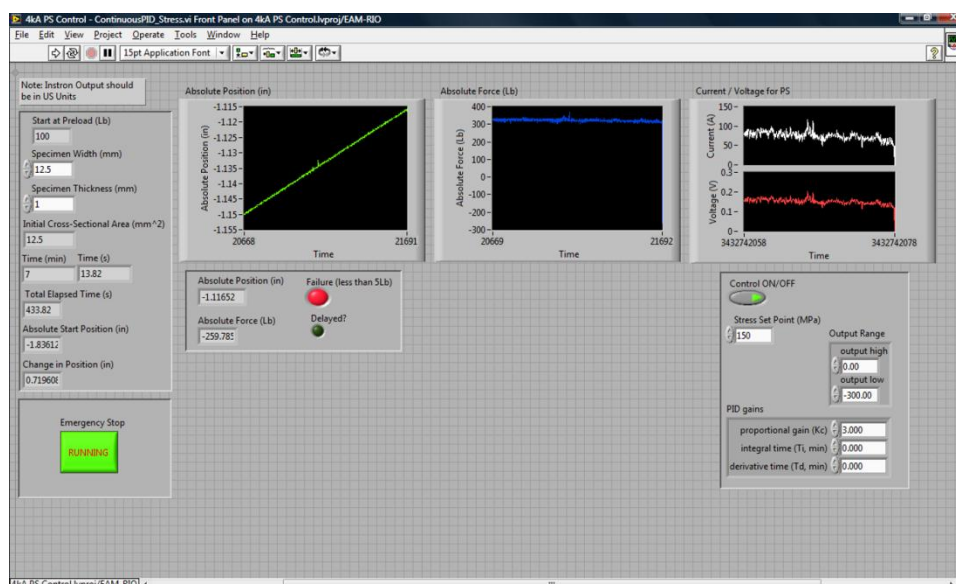 4kA PS Control - ContinuousPID_Stress.vi Front Panel on 4kA PS Control.lvproj/EAM-RIO
File Edit View Project Operate Tools Window Help
15pt Application Font
Note: Instron Output should
be in US Units
Start at Preload (Lb)
100
Specimen Width (mm)
12.5
Specimen Thickness (mm)
1
Initial Cross-Sectional Area (mm^2)
12.5
Time (min) Time (s)
7 13.82
Total Elapsed Time (s)
433.82
Absolute Start Position (in)
-1.83612
Change in Position (in)
0.719608
Emergency Stop
RUNNING
Absolute Position (in)
Absolute Position (in)
-1.115
-1.12
-1.13
-1.134
-1.145
-1.155
20668 21691
Time
Absolute Force (Lb)
Absolute Force (Lb)
400
300
200
100
0
-100
-200
-300
20669 21692
Time
Current / Voltage for PS
Current (A)
150
100
50
0
Voltage (V)
0.3
0.2
0.1
0
3432742058 3432742078
Time
Absolute Position (in) Failure (less than 5Lb)
-1.11652
Absolute Force (Lb) Delayed?
-259.785
Control ON/OFF
Stress Set Point (MPa)
150
Output Range
output high
0.00
output low
-300.00
PID gains
proportional gain (Kc) 3.000
integral time (Ti, min) 0.000
derivative time (Td, min) 0.000
4kA PS Control.lvproj/EAM-RIO